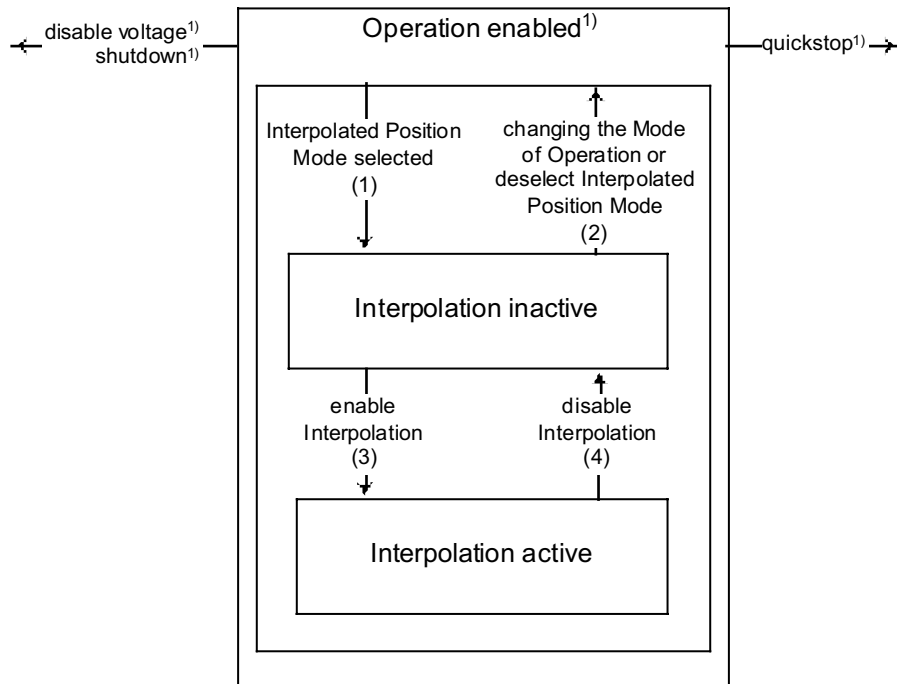 disable voltage1)
shutdown1)
Operation enabled1)
quickstop1)
Interpolated Position
Mode selected
(1)
changing the Mode
of Operation or
deselect Interpolated
Position Mode
(2)
Interpolation inactive
enable
Interpolation
(3)
disable
Interpolation
(4)
Interpolation active